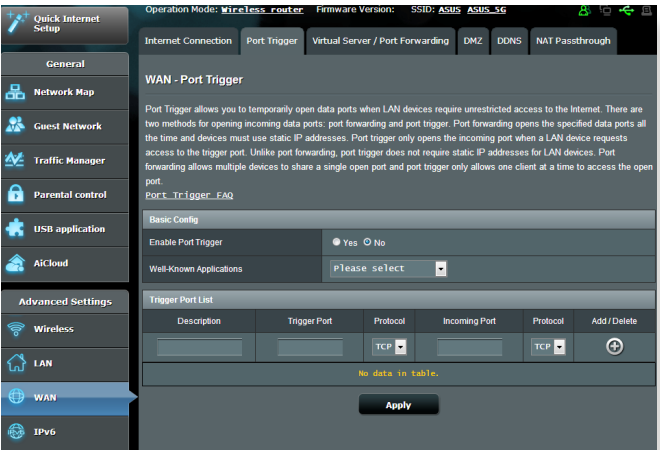 Quick Internet
Setup
General
Network Map
Guest Network
Traffic Manager
Parental control
USB application
AiCloud
Advanced Settings
Wireless
LAN
WAN
IPv6
Operation Mode: Wireless router Firmware Version: SSID: ASUS ASUS_5G
Internet Connection Port Trigger Virtual Server / Port Forwarding DMZ DDNS NAT Passthrough
WAN - Port Trigger
Port Trigger allows you to temporarily open data ports when LAN devices require unrestricted access to the Internet. There are
two methods for opening incoming data ports: port forwarding and port trigger. Port forwarding opens the specified data ports all
the time and devices must use static IP addresses. Port trigger only opens the incoming port when a LAN device requests
access to the trigger port. Unlike port forwarding, port trigger does not require static IP addresses for LAN devices. Port
forwarding allows multiple devices to share a single open port and port trigger only allows one client at a time to access the open
port.
Port Trigger FAQ
Basic Config
Enable Port Trigger Yes No
Well-Known Applications Please select
Trigger Port List
Description Trigger Port Protocol Incoming Port Protocol Add / Delete
TCP TCP
No data in table.
Apply